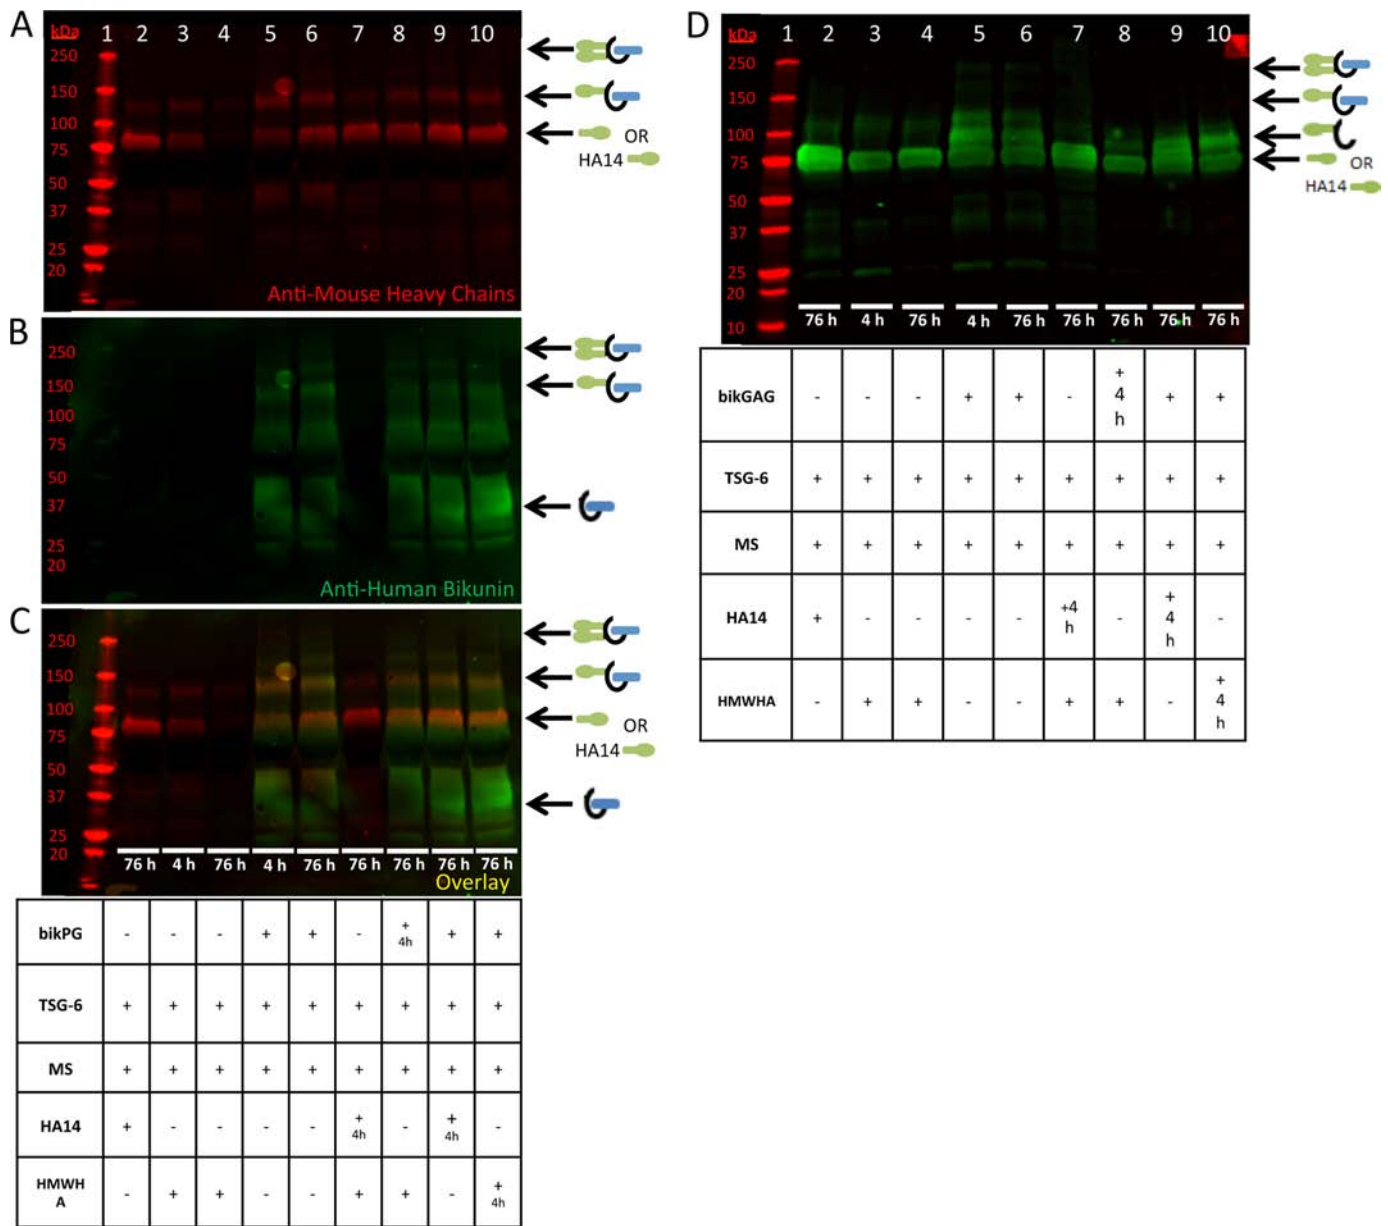 A
kDa 1 2 3 4 5 6 7 8 9 10
250
150
100
75
50
37
25
20
OR
HA14
Anti-Mouse Heavy Chains
B
250
150
100
75
50
37
25
20
Anti-Human Bikunin
C
250
150
100
75
50
37
25
20
OR
HA14
76 h 4 h 76 h 4 h 76 h 76 h 76 h 76 h 76 h
Overlay
bikPG - - - + + - + 4h + +
TSG-6 + + + + + + + + +
MS + + + + + + + + +
HA14 + - - - - + 4h - + 4h -
HMWH
A - + + - - + + - + 4h
D
kDa 1 2 3 4 5 6 7 8 9 10
250
150
100
75
50
37
25
20
10
OR
HA14
76 h 4 h 76 h 4 h 76 h 76 h 76 h 76 h 76 h
bikGAG - - - + + - + 4 h + +
TSG-6 + + + + + + + + +
MS + + + + + + + + +
HA14 + - - - - +4 h - + 4 h -
HMWHA - + + - - + + - + 4 h